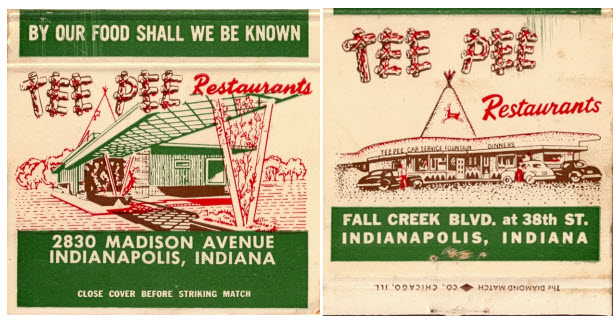 BY OUR FOOD SHALL WE BE KNOWN
TEE PEE
Restaurants
2830 MADISON AVENUE
INDIANAPOLIS, INDIANA
CLOSE COVER BEFORE STRIKING MATCH
TEE PEE
Restaurants
TEE PEE CAR SERVICE FOUNTAIN DINNERS
FALL CREEK BLVD. at 38th ST.
INDIANAPOLIS, INDIANA
The DIAMOND MATCH CO., CHICAGO, ILL